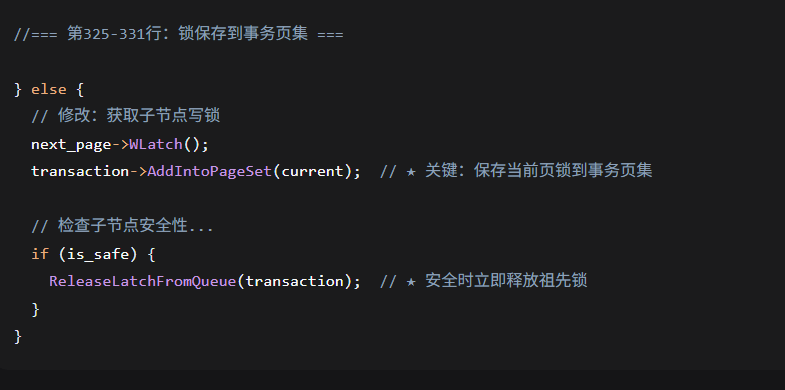 //=== 第325-331行：锁保存到事务页集 ===
} else {
// 修改：获取子节点写锁
next_page->WLatch();
transaction->AddIntoPageSet(current);  // ★ 关键：保存当前页锁到事务页集
// 检查子节点安全性...
if (is_safe) {
ReleaseLatchFromQueue(transaction);  // ★ 安全时立即释放祖先锁
}
}